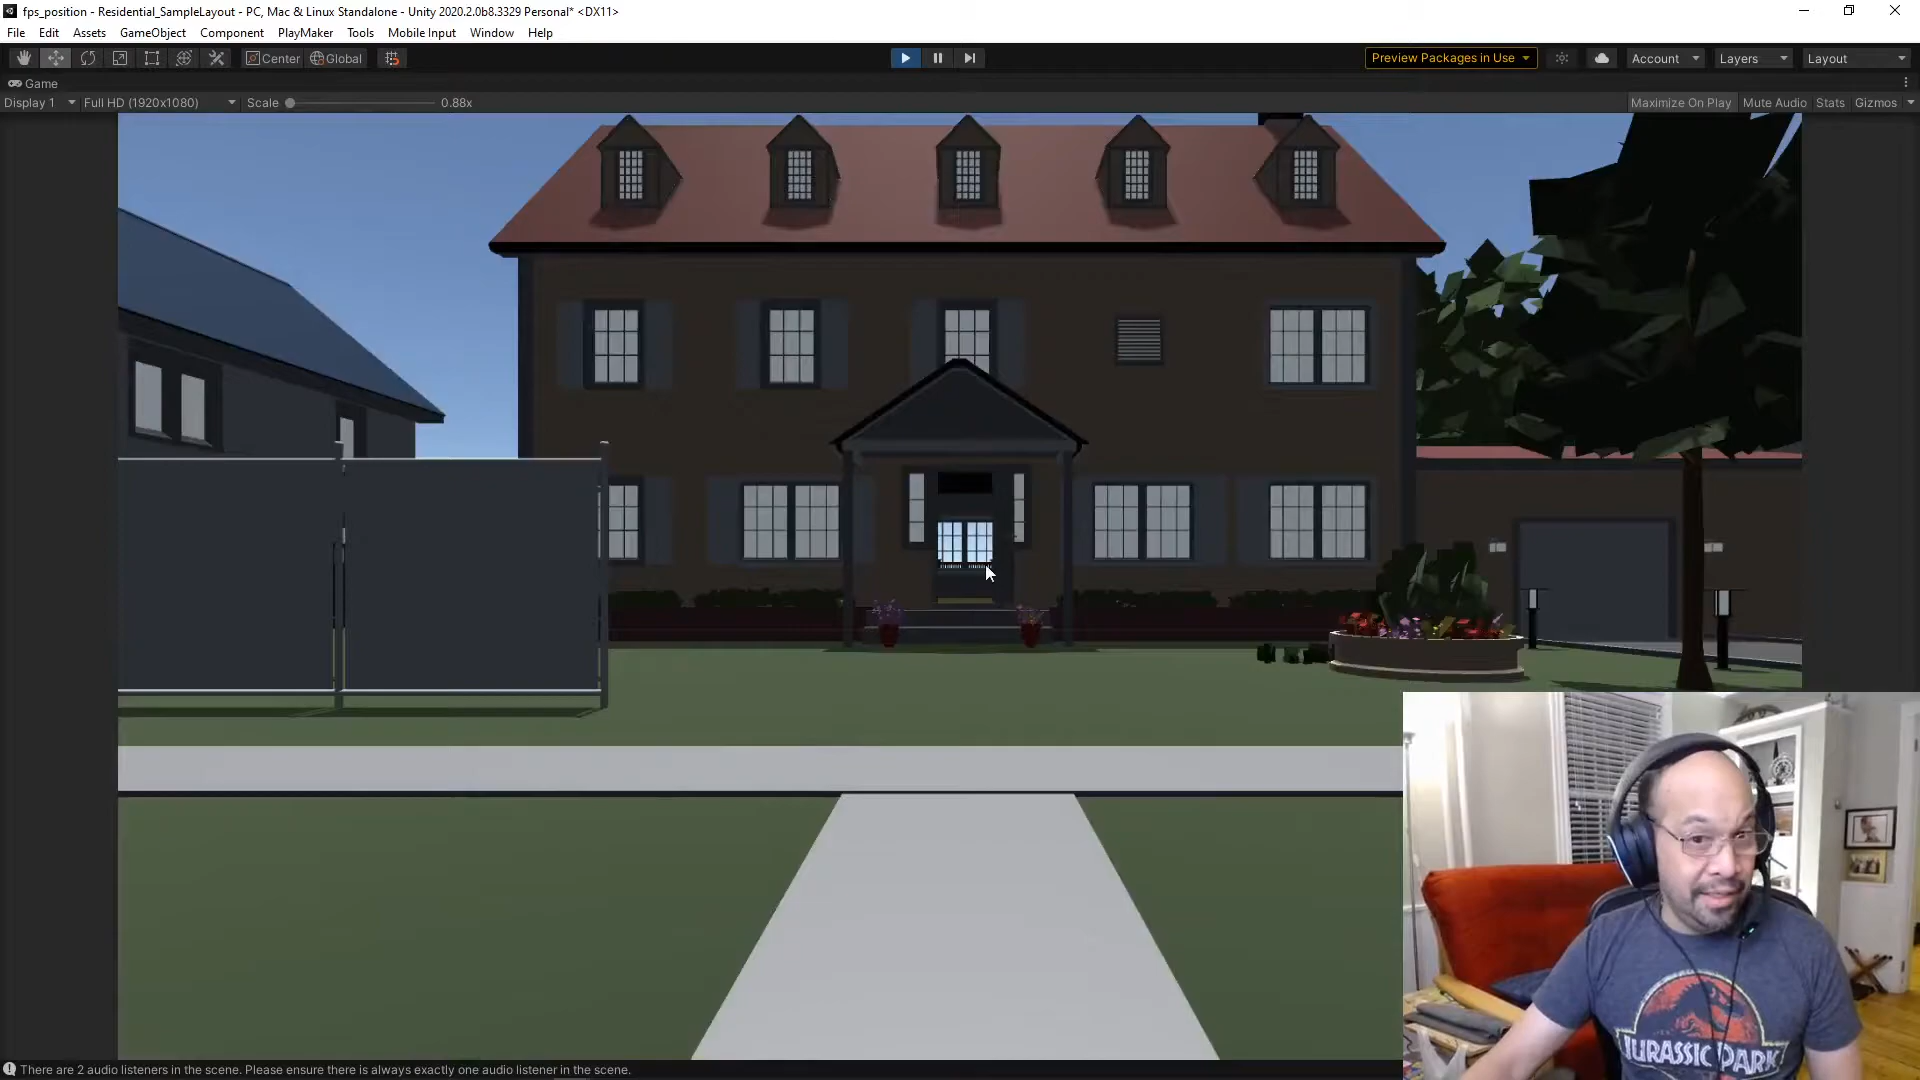 fps_position - Residential_SampleLayout - PC, Mac & Linux Standalone - Unity 2020.2.0b8.3329 Personal* <DX11>
File Edit Assets GameObject Component PlayMaker Tools Mobile Input Window Help
Center Global Preview Packages in Use Account Layers Layout
Game
Display 1 Full HD (1920x1080) Scale 0.88x Maximize On Play Mute Audio Stats Gizmos
JURASSIC PARK
There are 2 audio listeners in the scene. Please ensure there is always exactly one audio listener in the scene.